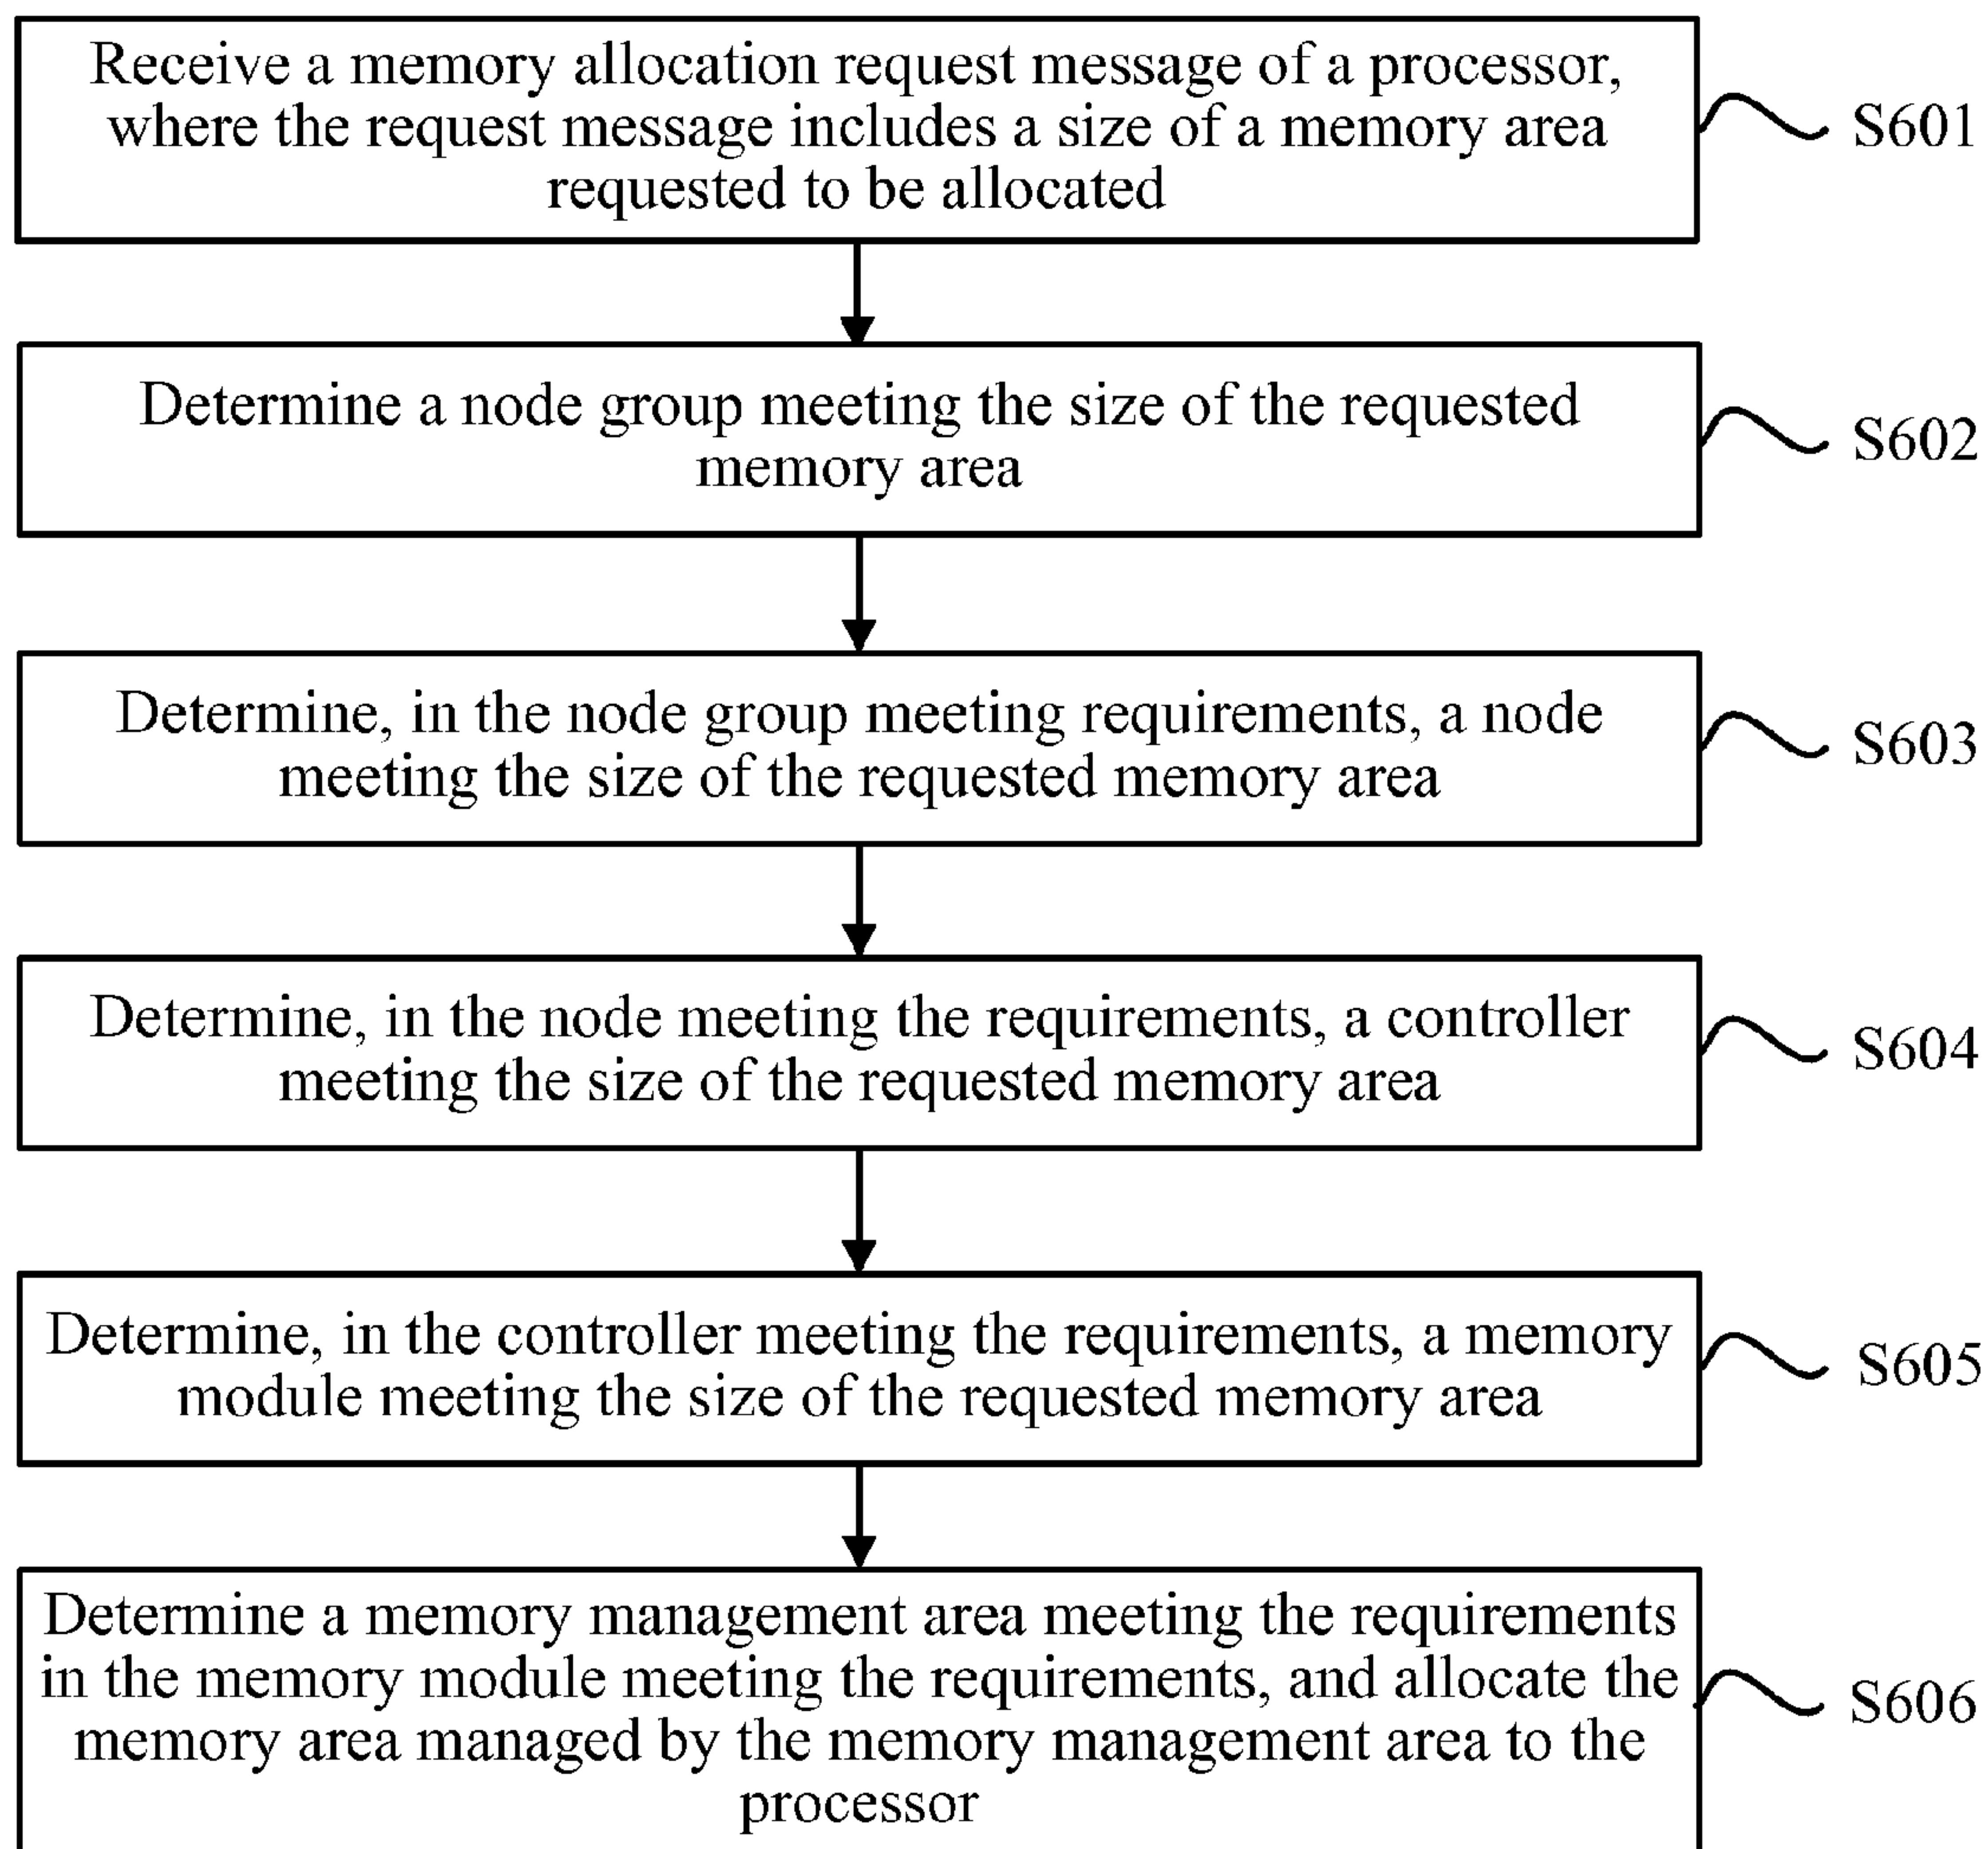 Receive a memory allocation request message of a processor,
where the request message includes a size of a memory area
requested to be allocated
S601
Determine a node group meeting the size of the requested
memory area
S602
Determine, in the node group meeting requirements, a node
meeting the size of the requested memory area
S603
Determine, in the node meeting the requirements, a controller
meeting the size of the requested memory area
S604
Determine, in the controller meeting the requirements, a memory
module meeting the size of the requested memory area
S605
Determine a memory management area meeting the requirements
in the memory module meeting the requirements, and allocate the
memory area managed by the memory management area to the
processor
S606